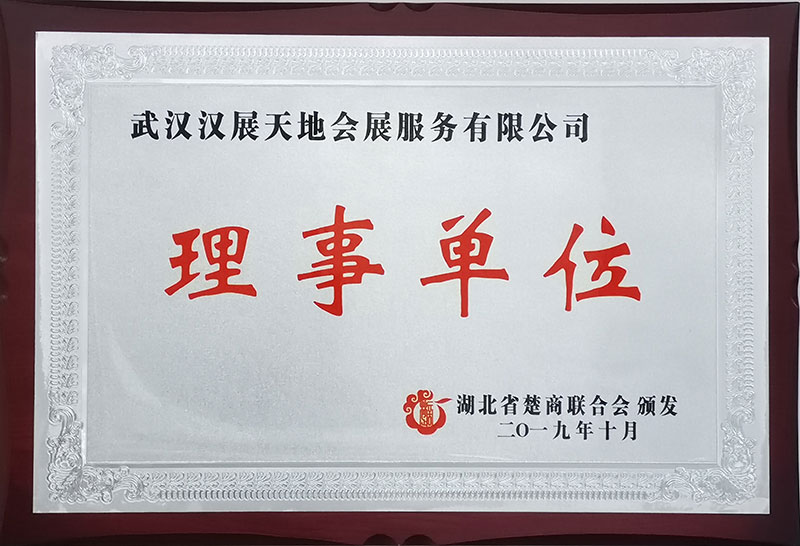 武汉汉展天地会展服务有限公司
理事单位
湖北省楚商联合会 颁发
二〇一九年十月